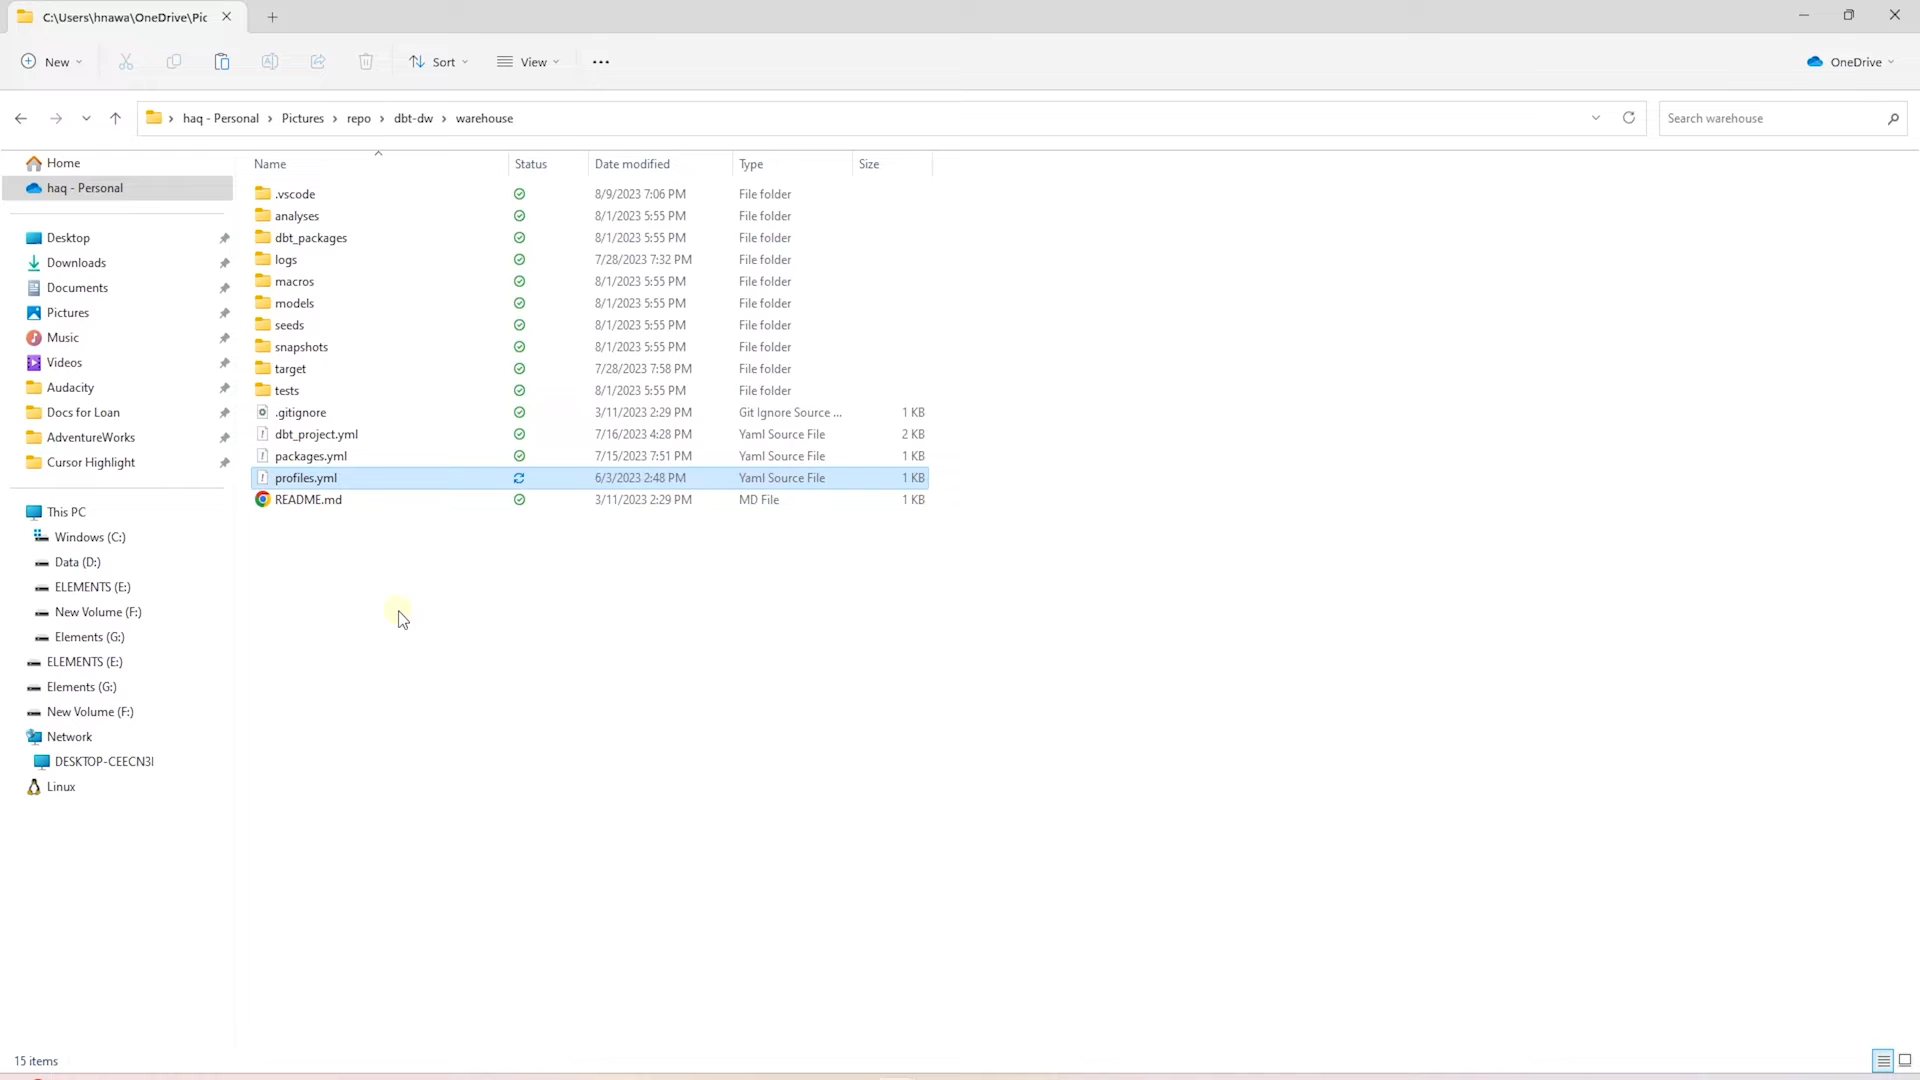 C:\Users\hnawa\OneDrive\Pic
New
Sort
View
OneDrive
haq - Personal > Pictures > repo > dbt-dw > warehouse
Search warehouse
Name Status Date modified Type Size
.vscode 8/9/2023 7:06 PM File folder
analyses 8/1/2023 5:55 PM File folder
dbt_packages 8/1/2023 5:55 PM File folder
logs 7/28/2023 7:32 PM File folder
macros 8/1/2023 5:55 PM File folder
models 8/1/2023 5:55 PM File folder
seeds 8/1/2023 5:55 PM File folder
snapshots 8/1/2023 5:55 PM File folder
target 7/28/2023 7:58 PM File folder
tests 8/1/2023 5:55 PM File folder
.gitignore 3/11/2023 2:29 PM Git Ignore Source ... 1 KB
dbt_project.yml 7/16/2023 4:28 PM Yaml Source File 2 KB
packages.yml 7/15/2023 7:51 PM Yaml Source File 1 KB
profiles.yml 6/3/2023 2:48 PM Yaml Source File 1 KB
README.md 3/11/2023 2:29 PM MD File 1 KB
Home
haq - Personal
Desktop
Downloads
Documents
Pictures
Music
Videos
Audacity
Docs for Loan
AdventureWorks
Cursor Highlight
This PC
Windows (C:)
Data (D:)
ELEMENTS (E:)
New Volume (F:)
Elements (G:)
ELEMENTS (E:)
Elements (G:)
New Volume (F:)
Network
DESKTOP-CEECN3I
Linux
15 items